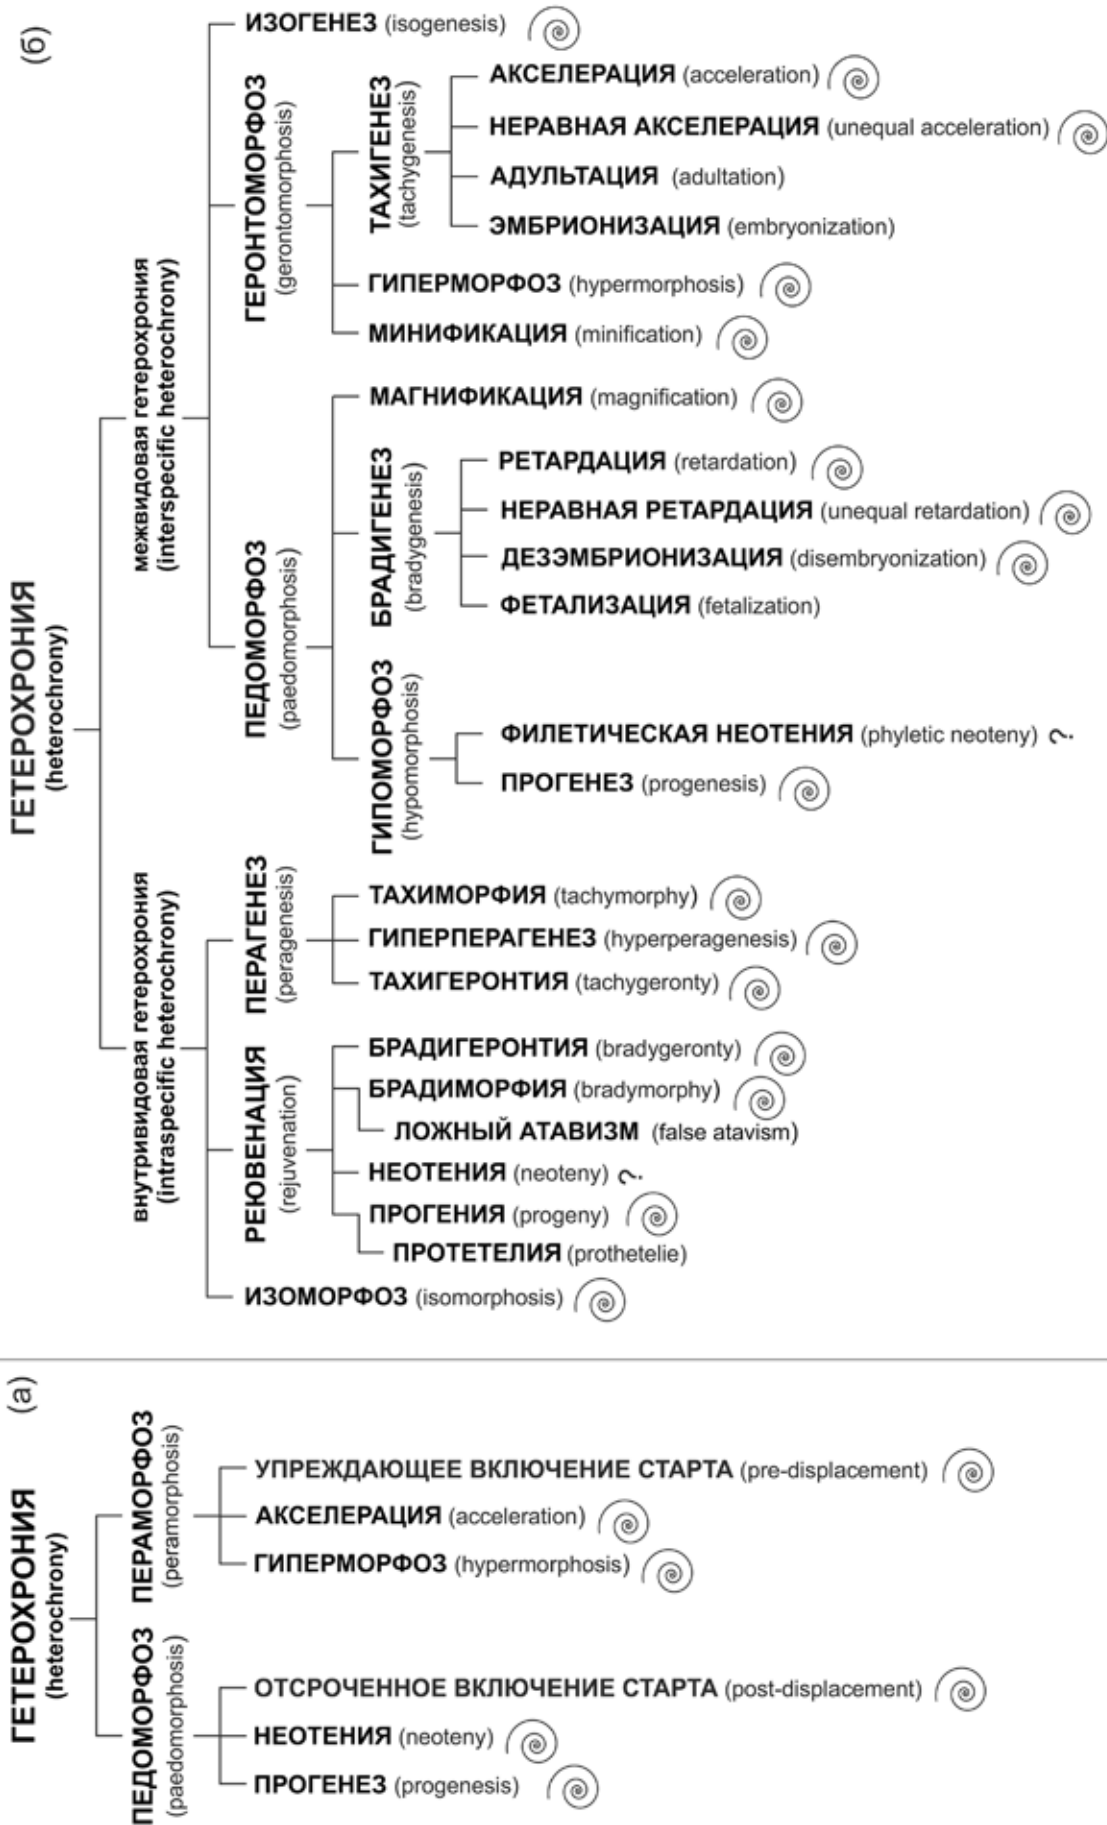 (б)
ГЕТЕРОХРОНИЯ
(heterochrony)
межвидовая гетерохрония
(interspecific heterochrony)
ИЗОГЕНЕЗ (isogenesis)
ГЕРОНТОМОРФОЗ
(gerontomorphosis)
ТАХИГЕНЕЗ
(tachygenesis)
АКСЕЛЕРАЦИЯ (acceleration)
НЕРАВНАЯ АКСЕЛЕРАЦИЯ (unequal acceleration)
АДУЛЬТАЦИЯ (adultation)
ЭМБРИОНИЗАЦИЯ (embryonization)
ГИПЕРМОРФОЗ (hypermorphosis)
МИНИФИКАЦИЯ (minification)
ПЕДОМОРФОЗ
(paedomorphosis)
МАГНИФИКАЦИЯ (magnification)
БРАДИГЕНЕЗ
(bradygenesis)
РЕТАРДАЦИЯ (retardation)
НЕРАВНАЯ РЕТАРДАЦИЯ (unequal retardation)
ДЕЗЭМБРИОНИЗАЦИЯ (disembryonization)
ФЕТАЛИЗАЦИЯ (fetalization)
ГИПОМОРФОЗ
(hypomorphosis)
ФИЛЕТИЧЕСКАЯ НЕОТЕНИЯ (phyletic neoteny) ?
ПРОГЕНЕЗ (progenesis)
внутривидовая гетерохрония
(intraspecific heterochrony)
ПЕРАГЕНЕЗ
(peragenesis)
ТАХИМОРФИЯ (tachymorphy)
ГИПЕРПЕРАГЕНЕЗ (hyperperagenesis)
ТАХИГЕРОНТИЯ (tachygeronty)
РЕЮВЕНАЦИЯ
(rejuvenation)
БРАДИГЕРОНТИЯ (bradygeronty)
БРАДИМОРФИЯ (bradymorphy)
ЛОЖНЫЙ АТАВИЗМ (false atavism)
НЕОТЕНИЯ (neoteny) ?
ПРОГЕНИЯ (progeny)
ПРОТЕТЕЛИЯ (prothetelie)
ИЗОМОРФОЗ (isomorphosis)
(а)
ГЕТЕРОХРОНИЯ
(heterochrony)
ПЕРАМОРФОЗ
(peramorphosis)
УПРЕЖДАЮЩЕЕ ВКЛЮЧЕНИЕ СТАРТА (pre-displacement)
АКСЕЛЕРАЦИЯ (acceleration)
ГИПЕРМОРФОЗ (hypermorphosis)
ПЕДОМОРФОЗ
(paedomorphosis)
ОТСРОЧЕННОЕ ВКЛЮЧЕНИЕ СТАРТА (post-displacement)
НЕОТЕНИЯ (neoteny)
ПРОГЕНЕЗ (progenesis)